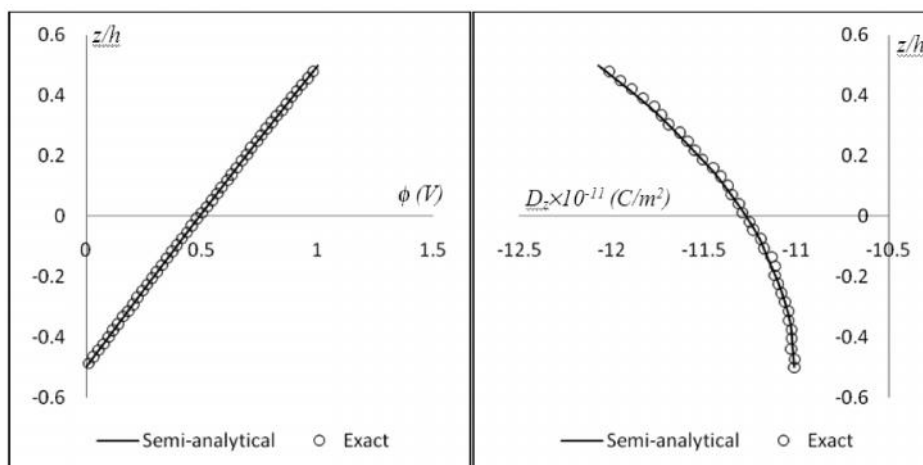 0.6
z/h
0.4
0.2
ϕ (V)
0
0
0.5
1
1.5
-0.2
-0.4
-0.6
Semi-analytical
Exact
0.6
z/h
0.4
0.2
D_z×10⁻¹¹ (C/m²)
0
-12.5
-12
-11.5
-11
-10.5
-0.2
-0.4
-0.6
Semi-analytical
Exact